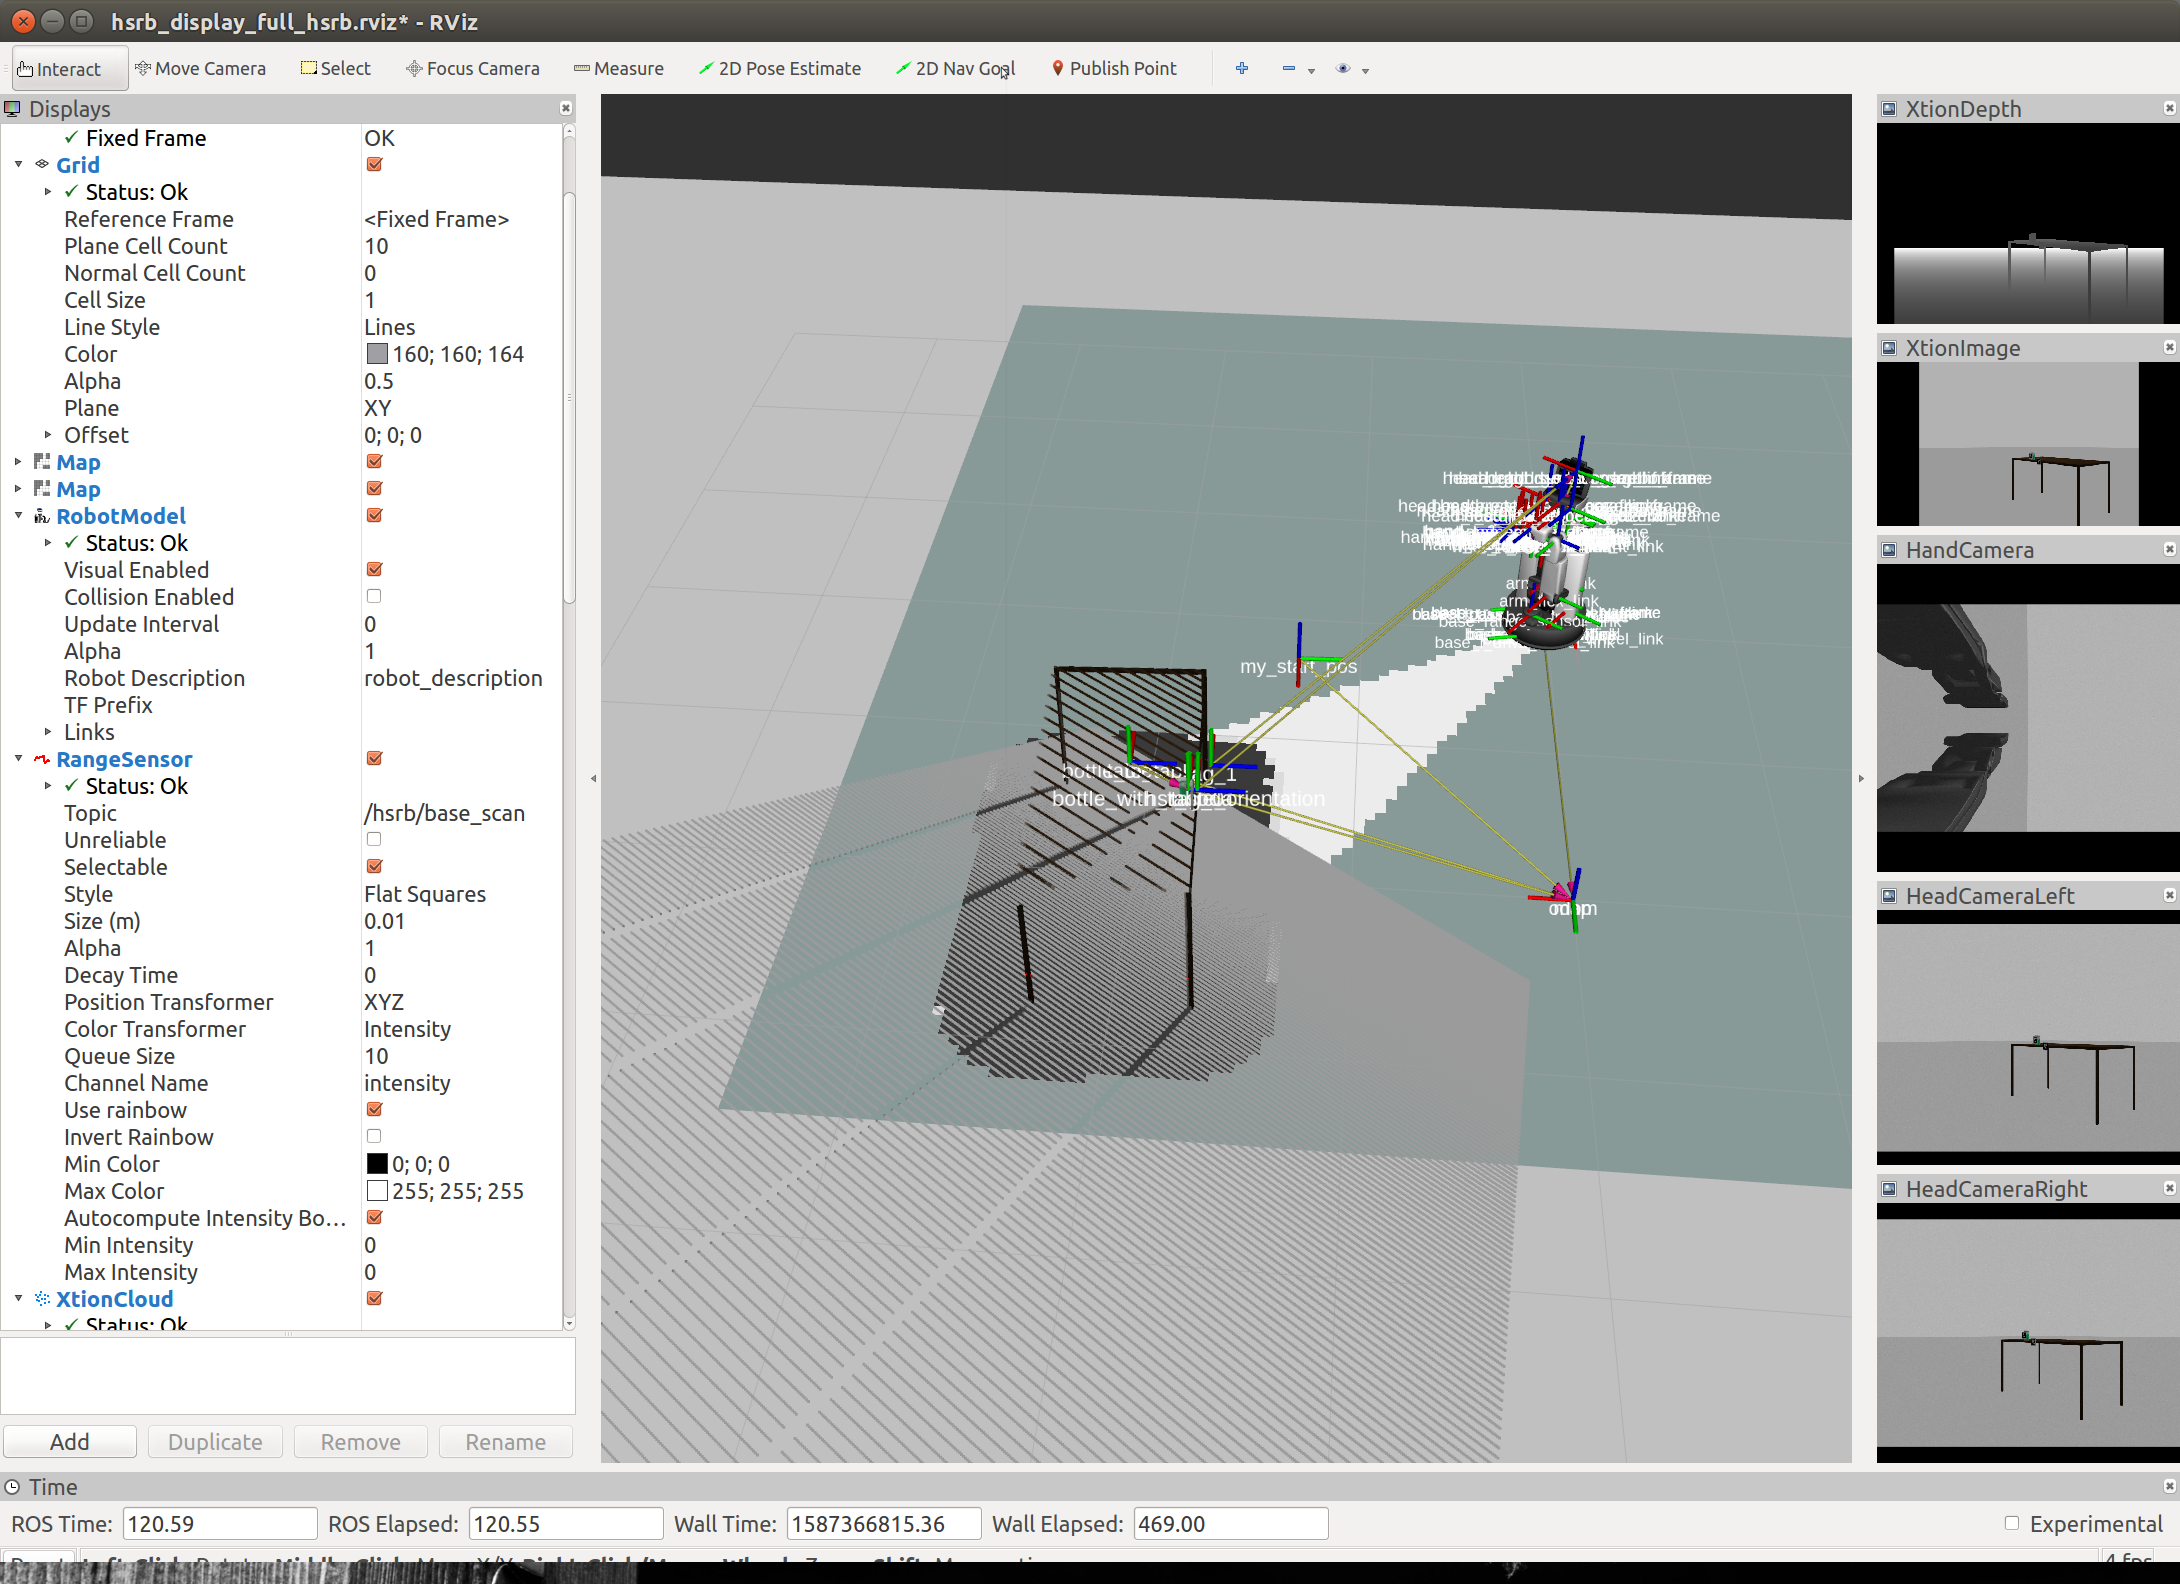 hsrb_display_full_hsrb.rviz* - RViz
Interact Move Camera Select Focus Camera Measure 2D Pose Estimate 2D Nav Goal Publish Point
Displays
Fixed Frame OK
Grid
Status: Ok
Reference Frame <Fixed Frame>
Plane Cell Count 10
Normal Cell Count 0
Cell Size 1
Line Style Lines
Color 160; 160; 164
Alpha 0.5
Plane XY
Offset 0; 0; 0
Map
Map
RobotModel
Status: Ok
Visual Enabled
Collision Enabled
Update Interval 0
Alpha 1
Robot Description robot_description
TF Prefix
Links
RangeSensor
Status: Ok
Topic /hsrb/base_scan
Unreliable
Selectable
Style Flat Squares
Size (m) 0.01
Alpha 1
Decay Time 0
Position Transformer XYZ
Color Transformer Intensity
Queue Size 10
Channel Name intensity
Use rainbow
Invert Rainbow
Min Color 0; 0; 0
Max Color 255; 255; 255
Autocompute Intensity Bo...
Min Intensity 0
Max Intensity 0
XtionCloud
Status: Ok
Add Duplicate Remove Rename
my_start_pos
XtionDepth
XtionImage
HandCamera
HeadCameraLeft
HeadCameraRight
Time
ROS Time: 120.59 ROS Elapsed: 120.55 Wall Time: 1587366815.36 Wall Elapsed: 469.00 Experimental
4 fps